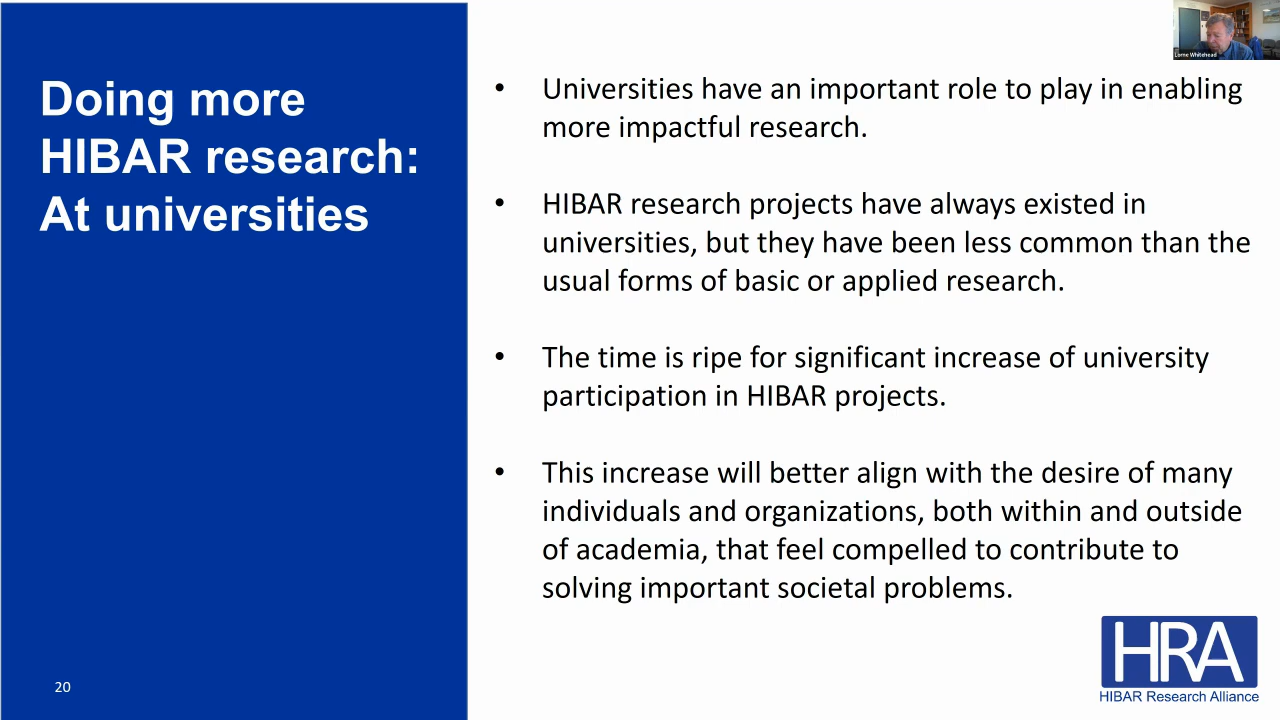 Doing more
HIBAR research:
At universities
• Universities have an important role to play in enabling
more impactful research.
• HIBAR research projects have always existed in
universities, but they have been less common than the
usual forms of basic or applied research.
• The time is ripe for significant increase of university
participation in HIBAR projects.
• This increase will better align with the desire of many
individuals and organizations, both within and outside
of academia, that feel compelled to contribute to
solving important societal problems.
20
HRA
HIBAR Research Alliance
Lorne Whitehead